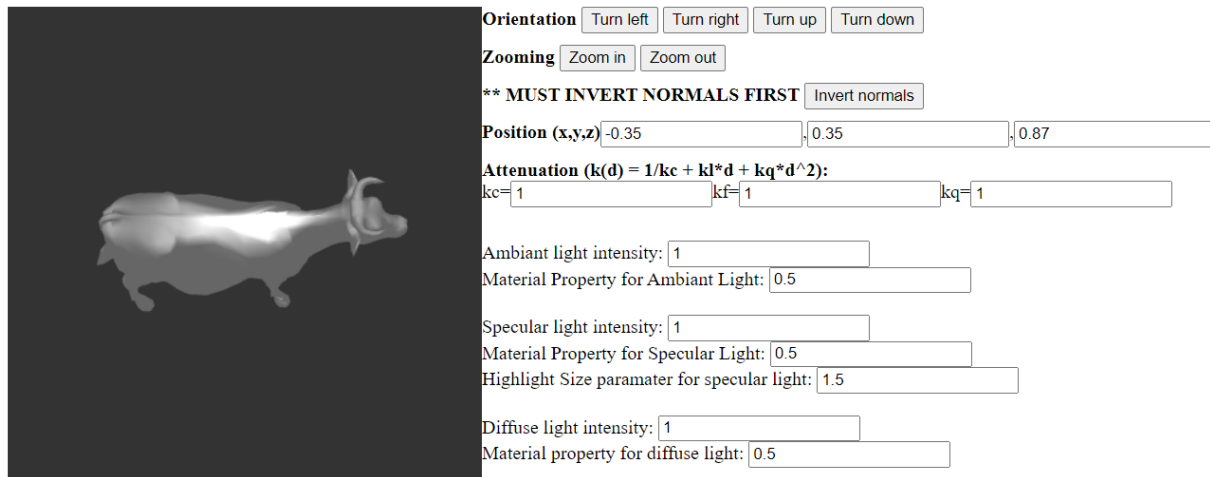 Orientation Turn left Turn right Turn up Turn down
Zooming Zoom in Zoom out
** MUST INVERT NORMALS FIRST Invert normals
Position (x,y,z) -0.35 , 0.35 , 0.87
Attenuation (k(d) = 1/kc + kl*d + kq*d^2):
kc= 1 kf= 1 kq= 1
Ambiant light intensity: 1
Material Property for Ambiant Light: 0.5
Specular light intensity: 1
Material Property for Specular Light: 0.5
Highlight Size paramater for specular light: 1.5
Diffuse light intensity: 1
Material property for diffuse light: 0.5